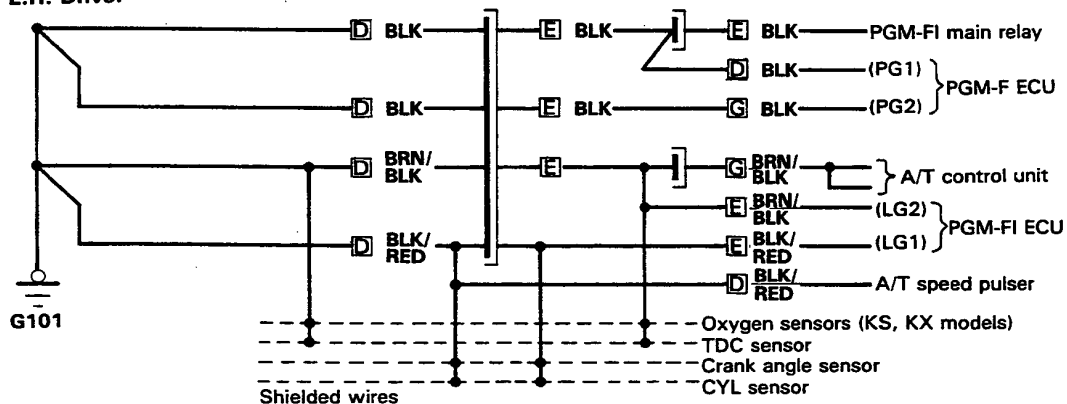 L.H. Drive:
D BLK E BLK E BLK PGM-FI main relay
D BLK (PG1)
PGM-F ECU
D BLK E BLK G BLK (PG2)
D BRN/BLK E G BRN/BLK A/T control unit
E BRN/BLK (LG2)
PGM-FI ECU
D BLK/RED E BLK/RED (LG1)
D BLK/RED A/T speed pulser
G101
Oxygen sensors (KS, KX models)
TDC sensor
Crank angle sensor
CYL sensor
Shielded wires